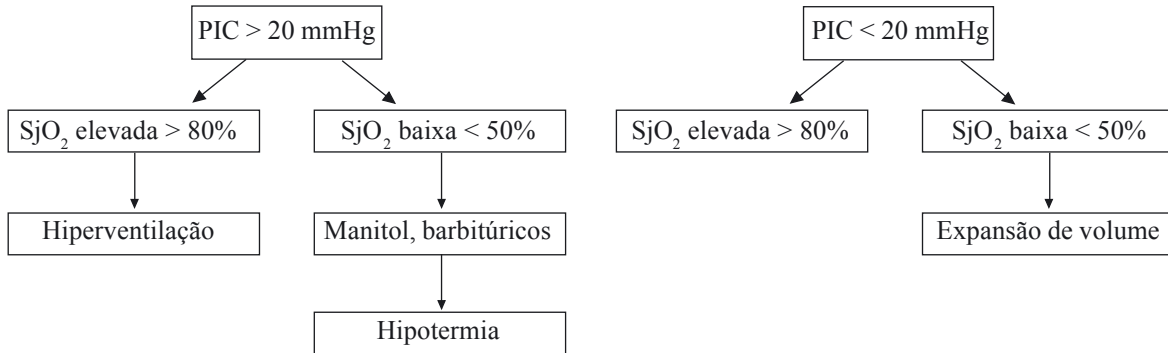 PIC > 20 mmHg
SjO₂ elevada > 80%
SjO₂ baixa < 50%
Hiperventilação
Manitol, barbitúricos
Hipotermia
PIC < 20 mmHg
SjO₂ elevada > 80%
SjO₂ baixa < 50%
Expansão de volume